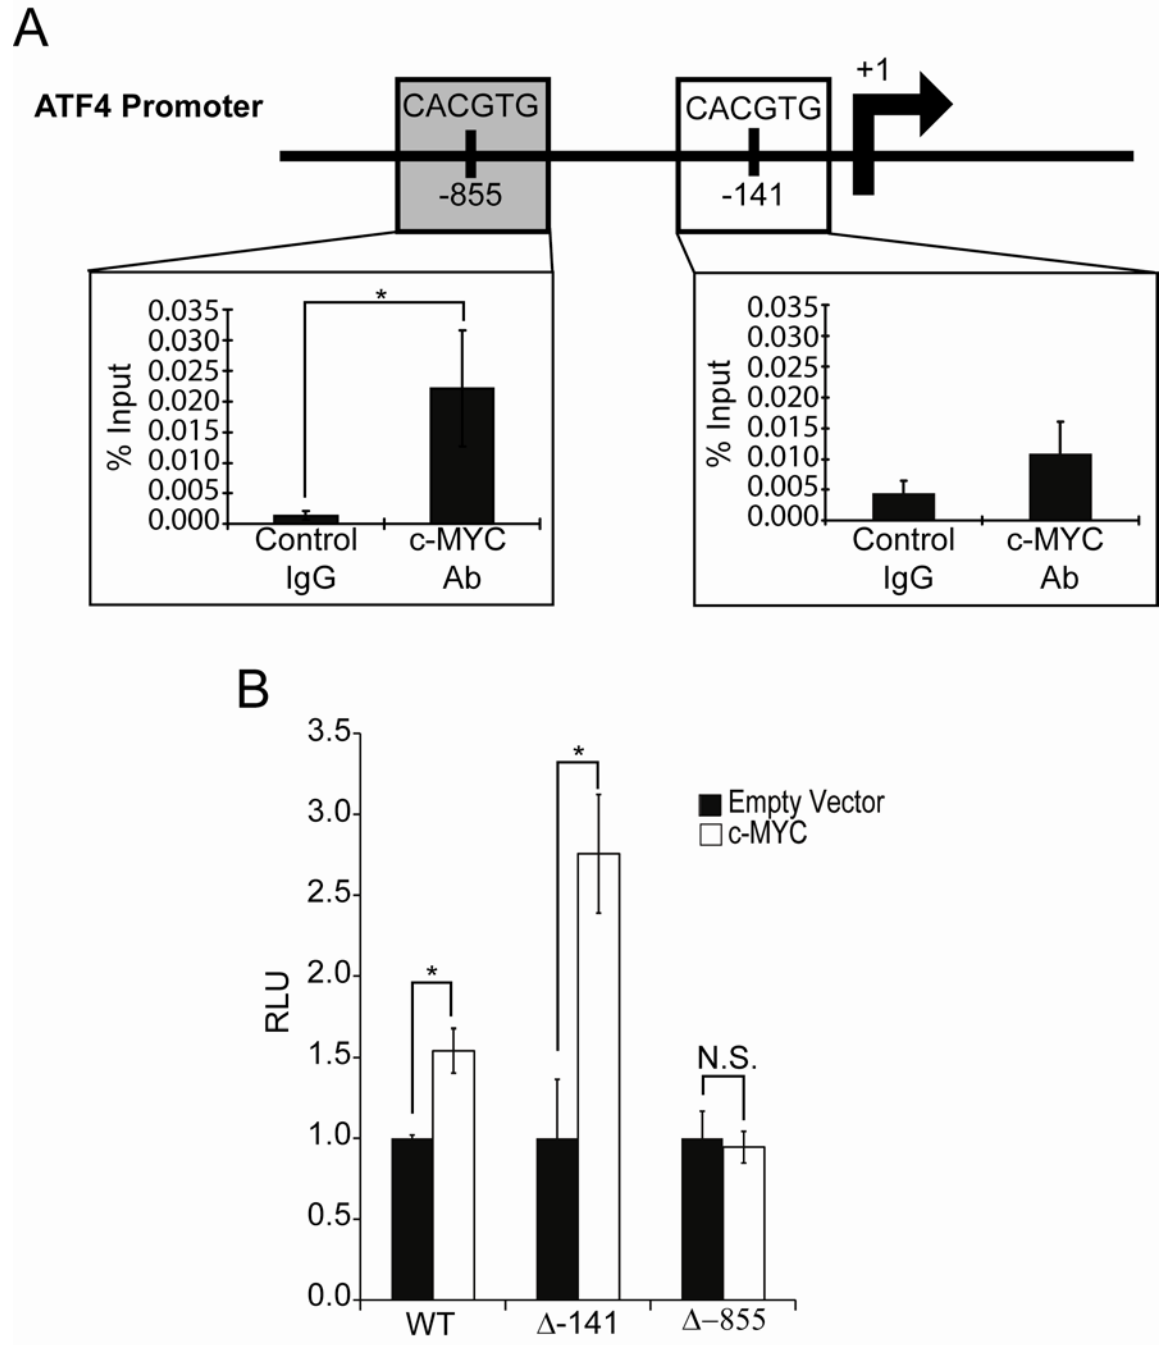 A
ATF4 Promoter
CACGTG
-855
CACGTG
-141
+1
*
% Input
0.035
0.030
0.025
0.020
0.015
0.010
0.005
0.000
Control
IgG
c-MYC
Ab
% Input
0.035
0.030
0.025
0.020
0.015
0.010
0.005
0.000
Control
IgG
c-MYC
Ab
B
RLU
3.5
3.0
2.5
2.0
1.5
1.0
0.5
0.0
*
*
N.S.
Empty Vector
c-MYC
WT
Δ-141
Δ−855